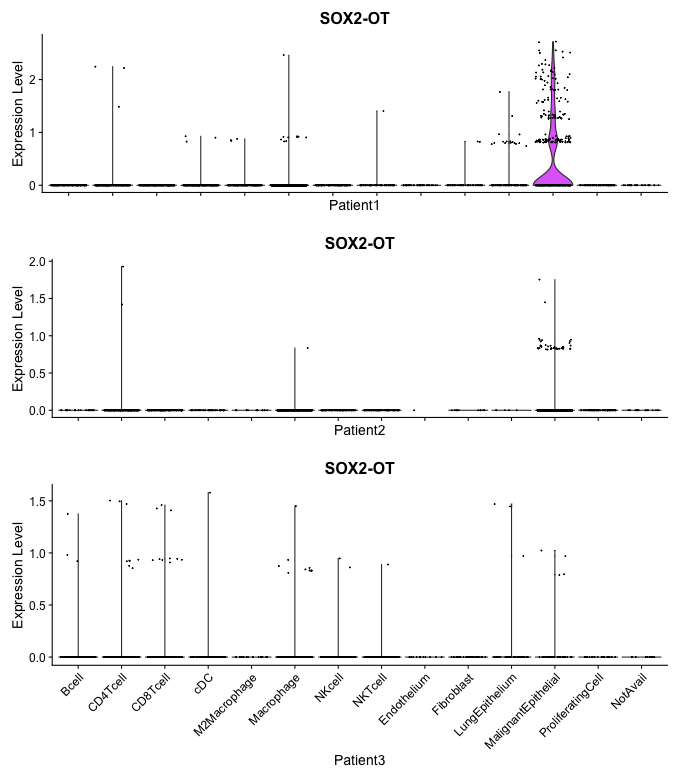 SOX2-OT
Expression Level
2
1
0
Patient1
SOX2-OT
Expression Level
2.0
1.5
1.0
0.5
0.0
Patient2
SOX2-OT
Expression Level
1.5
1.0
0.5
0.0
Bcell
CD4Tcell
CD8Tcell
cDC
M2Macrophage
Macrophage
NKcell
NKTcell
Endothelium
Fibroblast
LungEpithelium
MalignantEpithelial
ProliferatingCell
NotAvail
Patient3